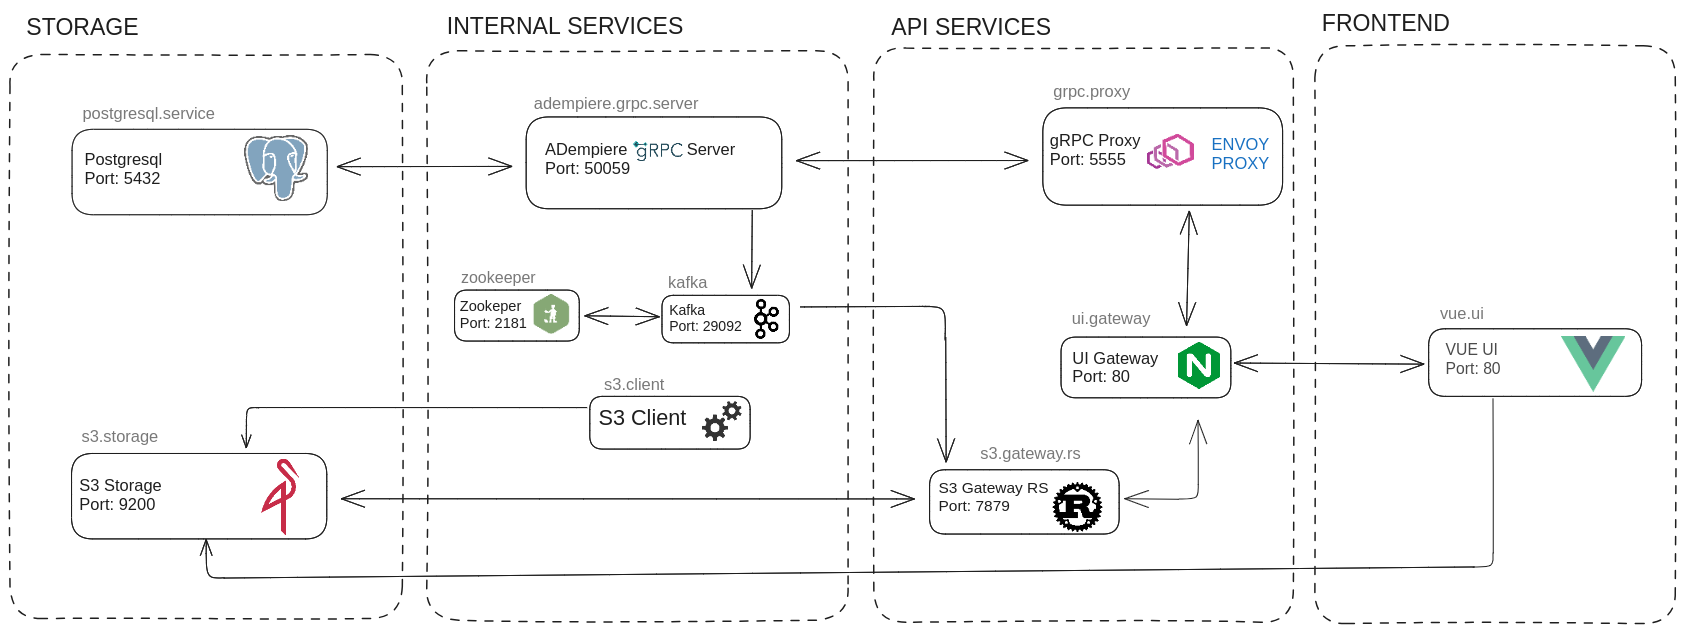 STORAGE
postgresql.service
Postgresql
Port: 5432
s3.storage
S3 Storage
Port: 9200
INTERNAL SERVICES
adempiere.grpc.server
ADempiere gRPC Server
Port: 50059
zookeeper
Zookeper
Port: 2181
kafka
Kafka
Port: 29092
s3.client
S3 Client
API SERVICES
grpc.proxy
gRPC Proxy
Port: 5555
ENVOY
PROXY
ui.gateway
UI Gateway
Port: 80
N
s3.gateway.rs
S3 Gateway RS
Port: 7879
R
FRONTEND
vue.ui
VUE UI
Port: 80